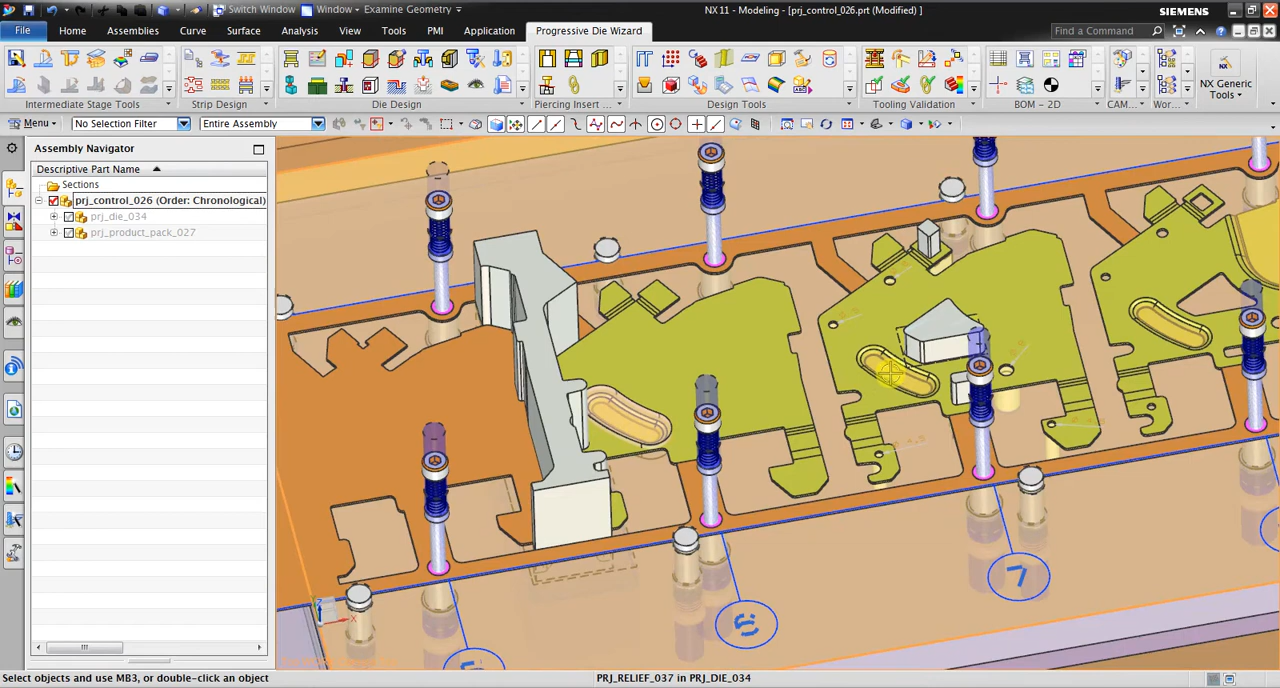 Switch Window
Window
Examine Geometry
NX 11 - Modeling - [prj_control_026.prt (Modified) ]
SIEMENS
File
Home
Assemblies
Curve
Surface
Analysis
View
Tools
PMI
Application
Progressive Die Wizard
Find a Command
Intermediate Stage Tools
Strip Design
Die Design
Piercing Insert ...
Design Tools
Tooling Validation
BOM - 2D
CAM...
Wor...
NX Generic
Tools
Menu
No Selection Filter
Entire Assembly
Assembly Navigator
Descriptive Part Name
Sections
prj_control_026 (Order: Chronological)
prj_die_034
prj_product_pack_027
7
6
5
Z
X
Select objects and use MB3, or double-click an object
PRJ_RELIEF_037 in PRJ_DIE_034